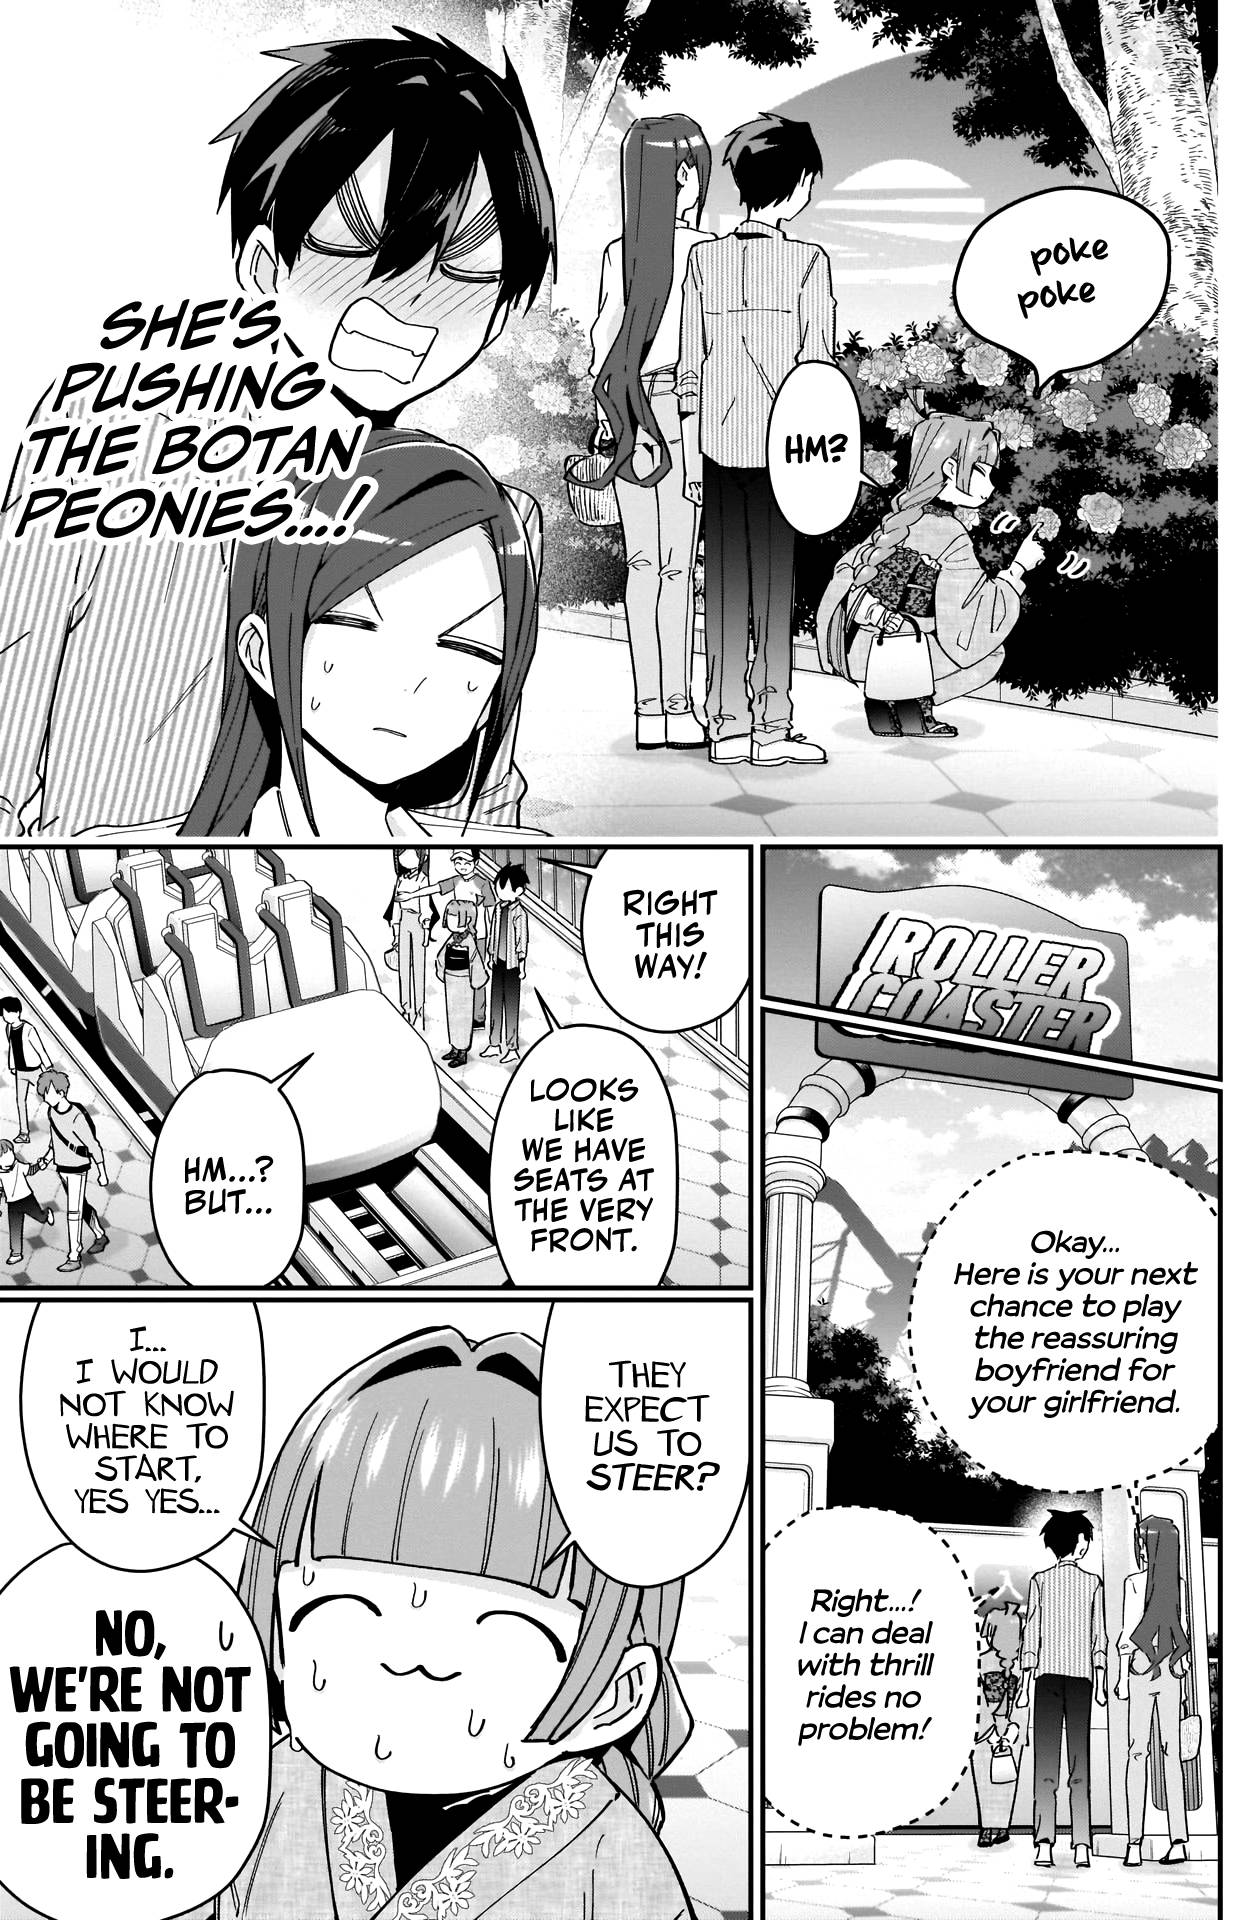 poke
poke
HM?
SHE'S
PUSHING
THE BOTAN
PEONIES...!
ROLLER
COASTER
Okay...
Here is your next
chance to play
the reassuring
boyfriend for
your girlfriend.
Right...!
I can deal
with thrill
rides no
problem!
RIGHT
THIS
WAY!
LOOKS
LIKE
WE HAVE
SEATS AT
THE VERY
FRONT.
HM...?
BUT...
THEY
EXPECT
US TO
STEER?
I...
I WOULD
NOT KNOW
WHERE TO
START,
YES YES...
NO,
WE'RE NOT
GOING TO
BE STEER-
ING.